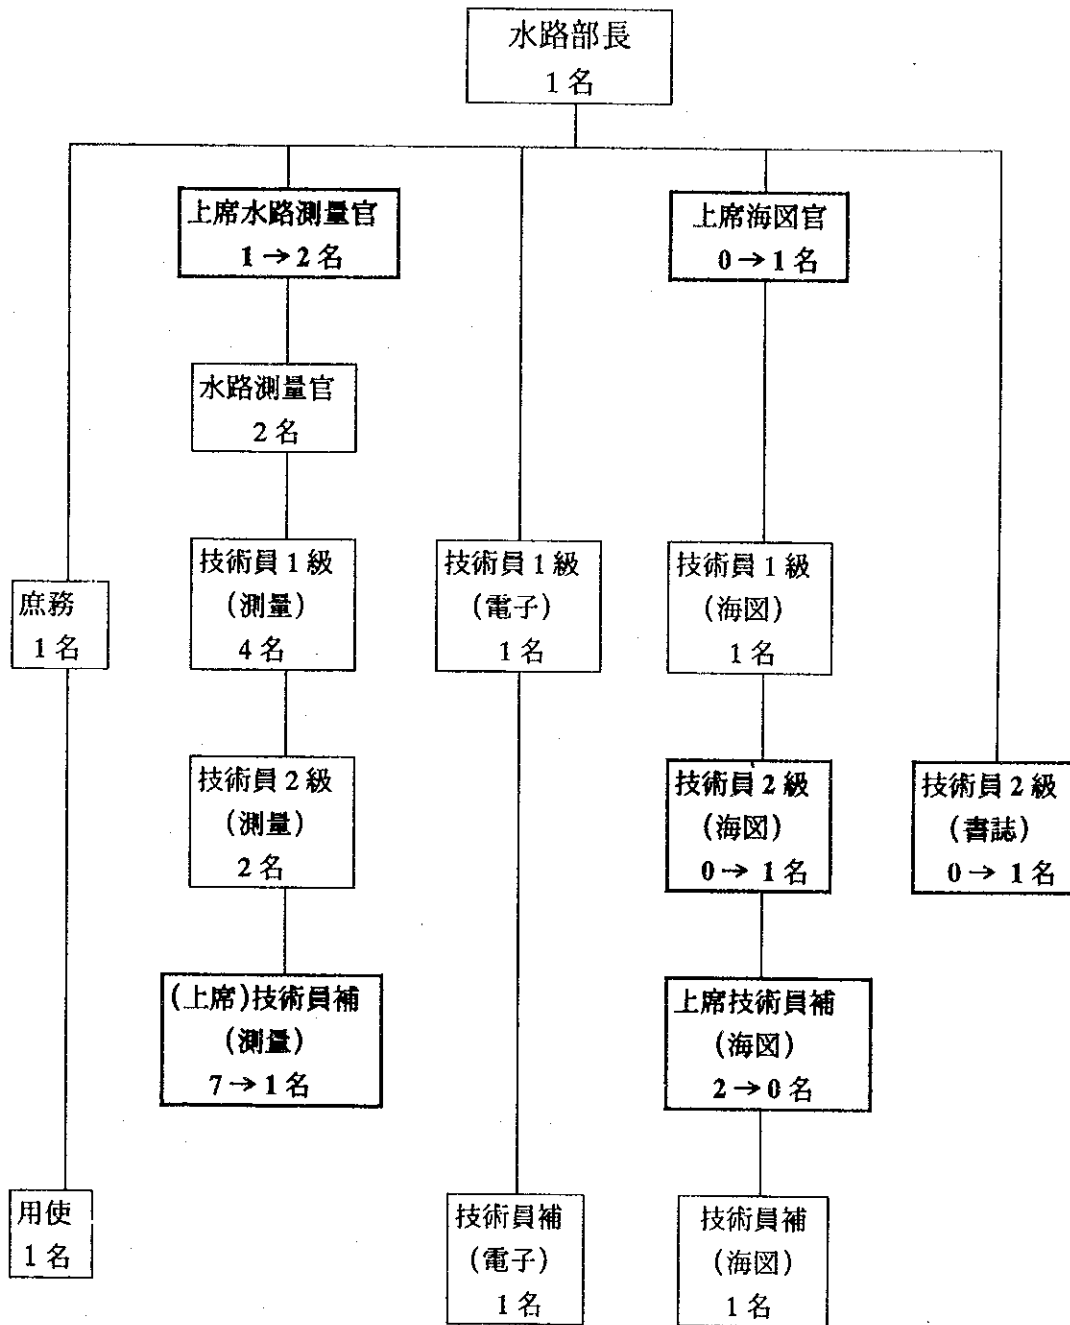 水路部長
1名
上席水路測量官
1→2名
上席海図官
0→1名
水路測量官
2名
技術員1級
(測量)
4名
技術員1級
(電子)
1名
技術員1級
(海図)
1名
庶務
1名
技術員2級
(測量)
2名
技術員2級
(海図)
0→1名
技術員2級
(書誌)
0→1名
(上席)技術員補
(測量)
7→1名
上席技術員補
(海図)
2→0名
用使
1名
技術員補
(電子)
1名
技術員補
(海図)
1名